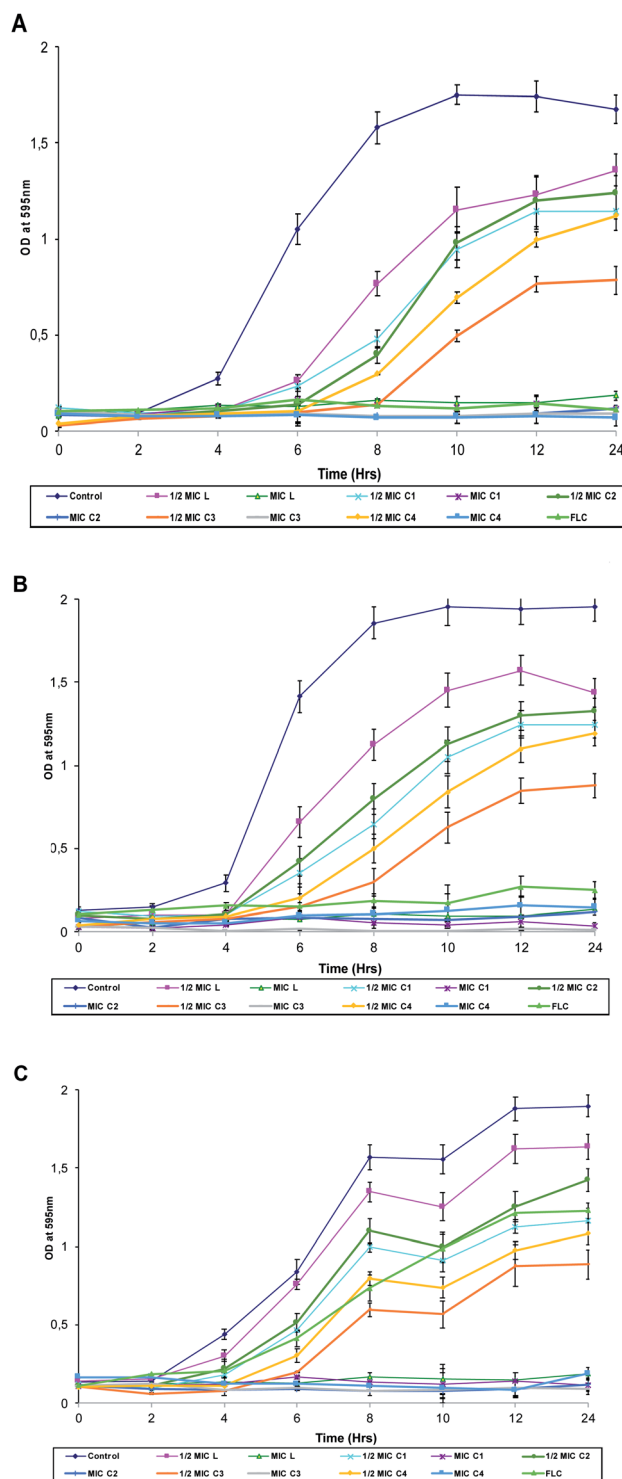 A
2
1,5
OD at 595nm
1
0,5
0
0 2 4 6 8 10 12 24
Time (Hrs)
Control 1/2 MIC L MIC L 1/2 MIC C1 MIC C1 1/2 MIC C2
MIC C2 1/2 MIC C3 MIC C3 1/2 MIC C4 MIC C4 FLC
B
2
1,5
OD at 595nm
1
0,5
0
0 2 4 6 8 10 12 24
Time (Hrs)
Control 1/2 MIC L MIC L 1/2 MIC C1 MIC C1 1/2 MIC C2
MIC C2 1/2 MIC C3 MIC C3 1/2 MIC C4 MIC C4 FLC
C
2
1,5
OD at 595nm
1
0,5
0
0 2 4 6 8 10 12 24
Time (Hrs)
Control 1/2 MIC L MIC L 1/2 MIC C1 MIC C1 1/2 MIC C2
MIC C2 1/2 MIC C3 MIC C3 1/2 MIC C4 MIC C4 FLC